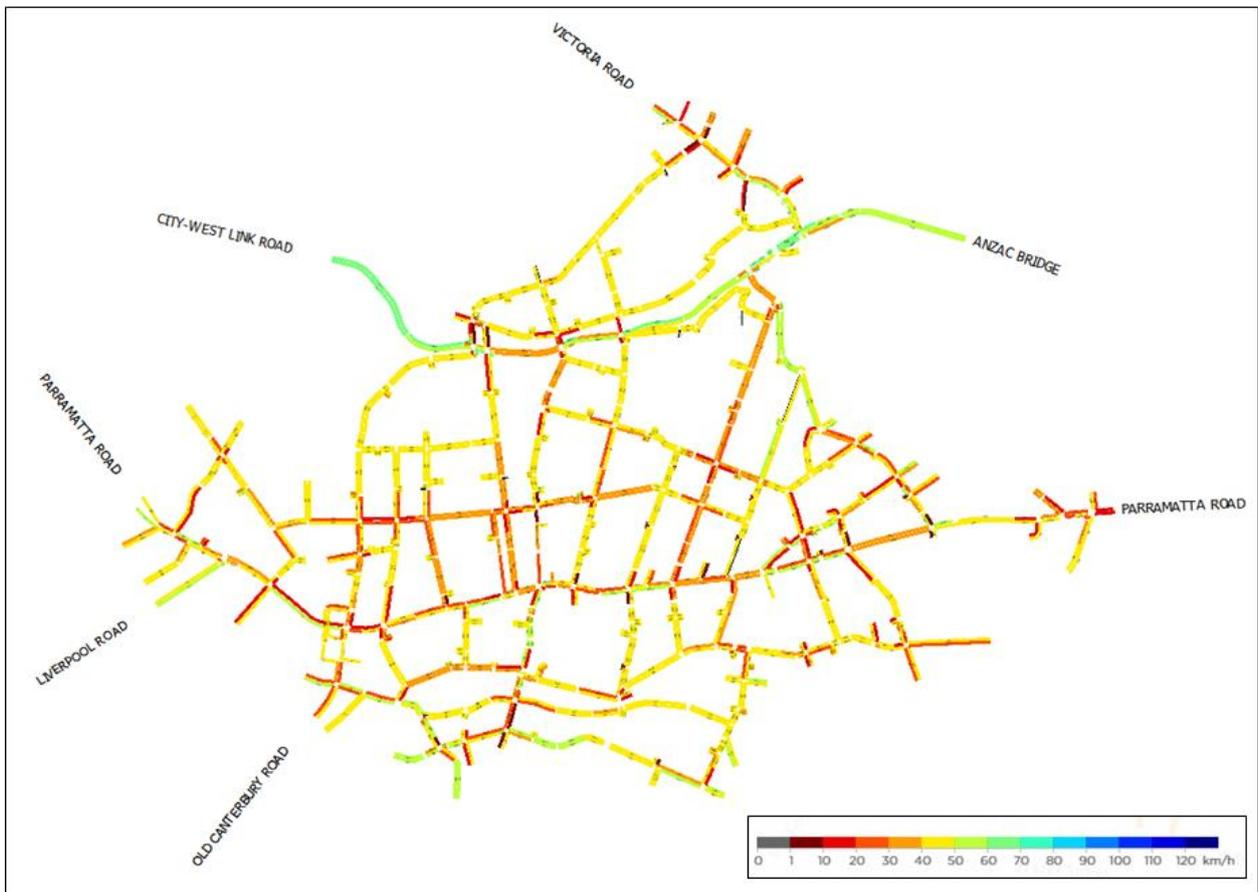 VICTORIA ROAD
CITY-WEST LINK ROAD
ANZAC BRIDGE
PARRAMATTA ROAD
PARRAMATTA ROAD
LIVERPOOL ROAD
OLD CANTERBURY ROAD
0 1 10 20 30 40 50 60 70 80 90 100 110 120 km/h